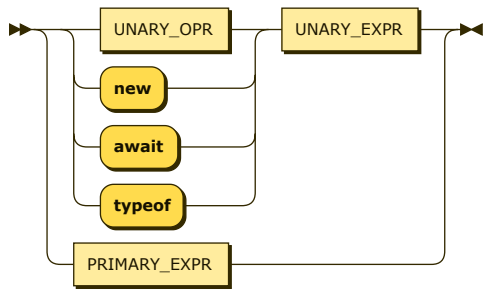 UNARY_OPR UNARY_EXPR
new
await
typeof
PRIMARY_EXPR